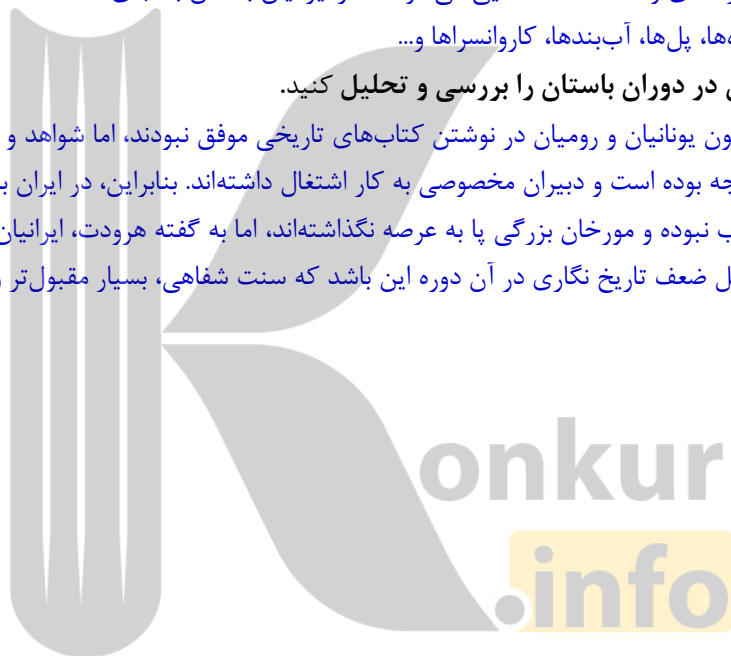 ها، پل‌ها، آب‌بندها، کاروانسراها و...
در دوران باستان را بررسی و تحلیل کنید.
ون یونانیان و رومیان در نوشتن کتاب‌های تاریخی موفق نبودند، اما شواهد و
جه بوده است و دبیران مخصوصی به کار اشتغال داشته‌اند. بنابراین، در ایران ب
ب نبوده و مورخان بزرگی پا به عرصه نگذاشته‌اند، اما به گفته هرودت، ایرانیان
ل ضعف تاریخ نگاری در آن دوره این باشد که سنت شفاهی، بسیار مقبول‌تر
Konkur
.info